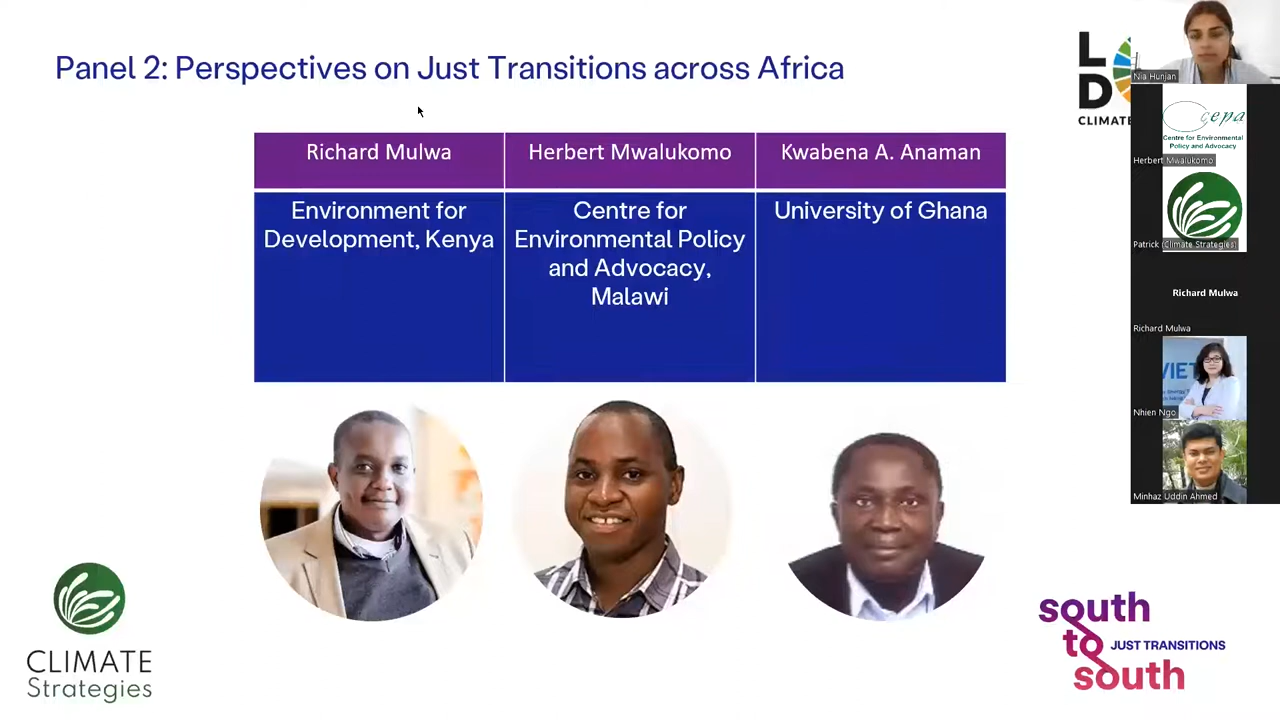 Panel 2: Perspectives on Just Transitions across Africa
Richard Mulwa
Herbert Mwalukomo
Kwabena A. Anaman
Environment for
Development, Kenya
Centre for
Environmental Policy
and Advocacy,
Malawi
University of Ghana
CLIMATE
Strategies
south
to
JUST TRANSITIONS
south
L
D
CLIMATE
Nia Hunjan
cepa
Centre for Environmental
Policy and Advocacy
Herbert Mwalukomo
Patrick (Climate Strategies)
Richard Mulwa
Richard Mulwa
VIET
Nhien Ngo
Minhaz Uddin Ahmed